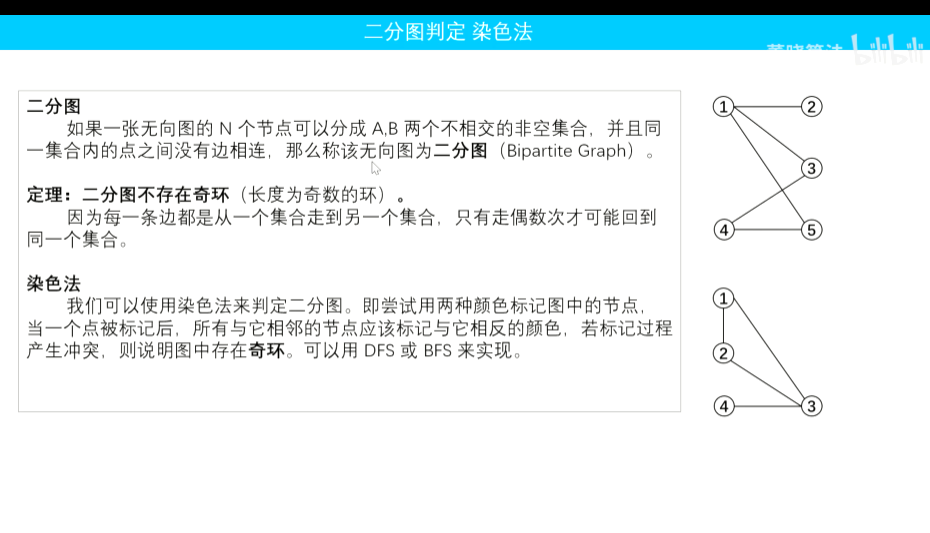 二分图判定 染色法
bilibili
二分图
如果一张无向图的 N 个节点可以分成 A,B 两个不相交的非空集合，并且同
一集合内的点之间没有边相连，那么称该无向图为二分图（Bipartite Graph）。
定理：二分图不存在奇环（长度为奇数的环）。
因为每一条边都是从一个集合走到另一个集合，只有走偶数次才可能回到
同一个集合。
染色法
我们可以使用染色法来判定二分图。即尝试用两种颜色标记图中的节点，
当一个点被标记后，所有与它相邻的节点应该标记与它相反的颜色，若标记过程
产生冲突，则说明图中存在奇环。可以用 DFS 或 BFS 来实现。
1 2
3
4 5
1
2
4 3